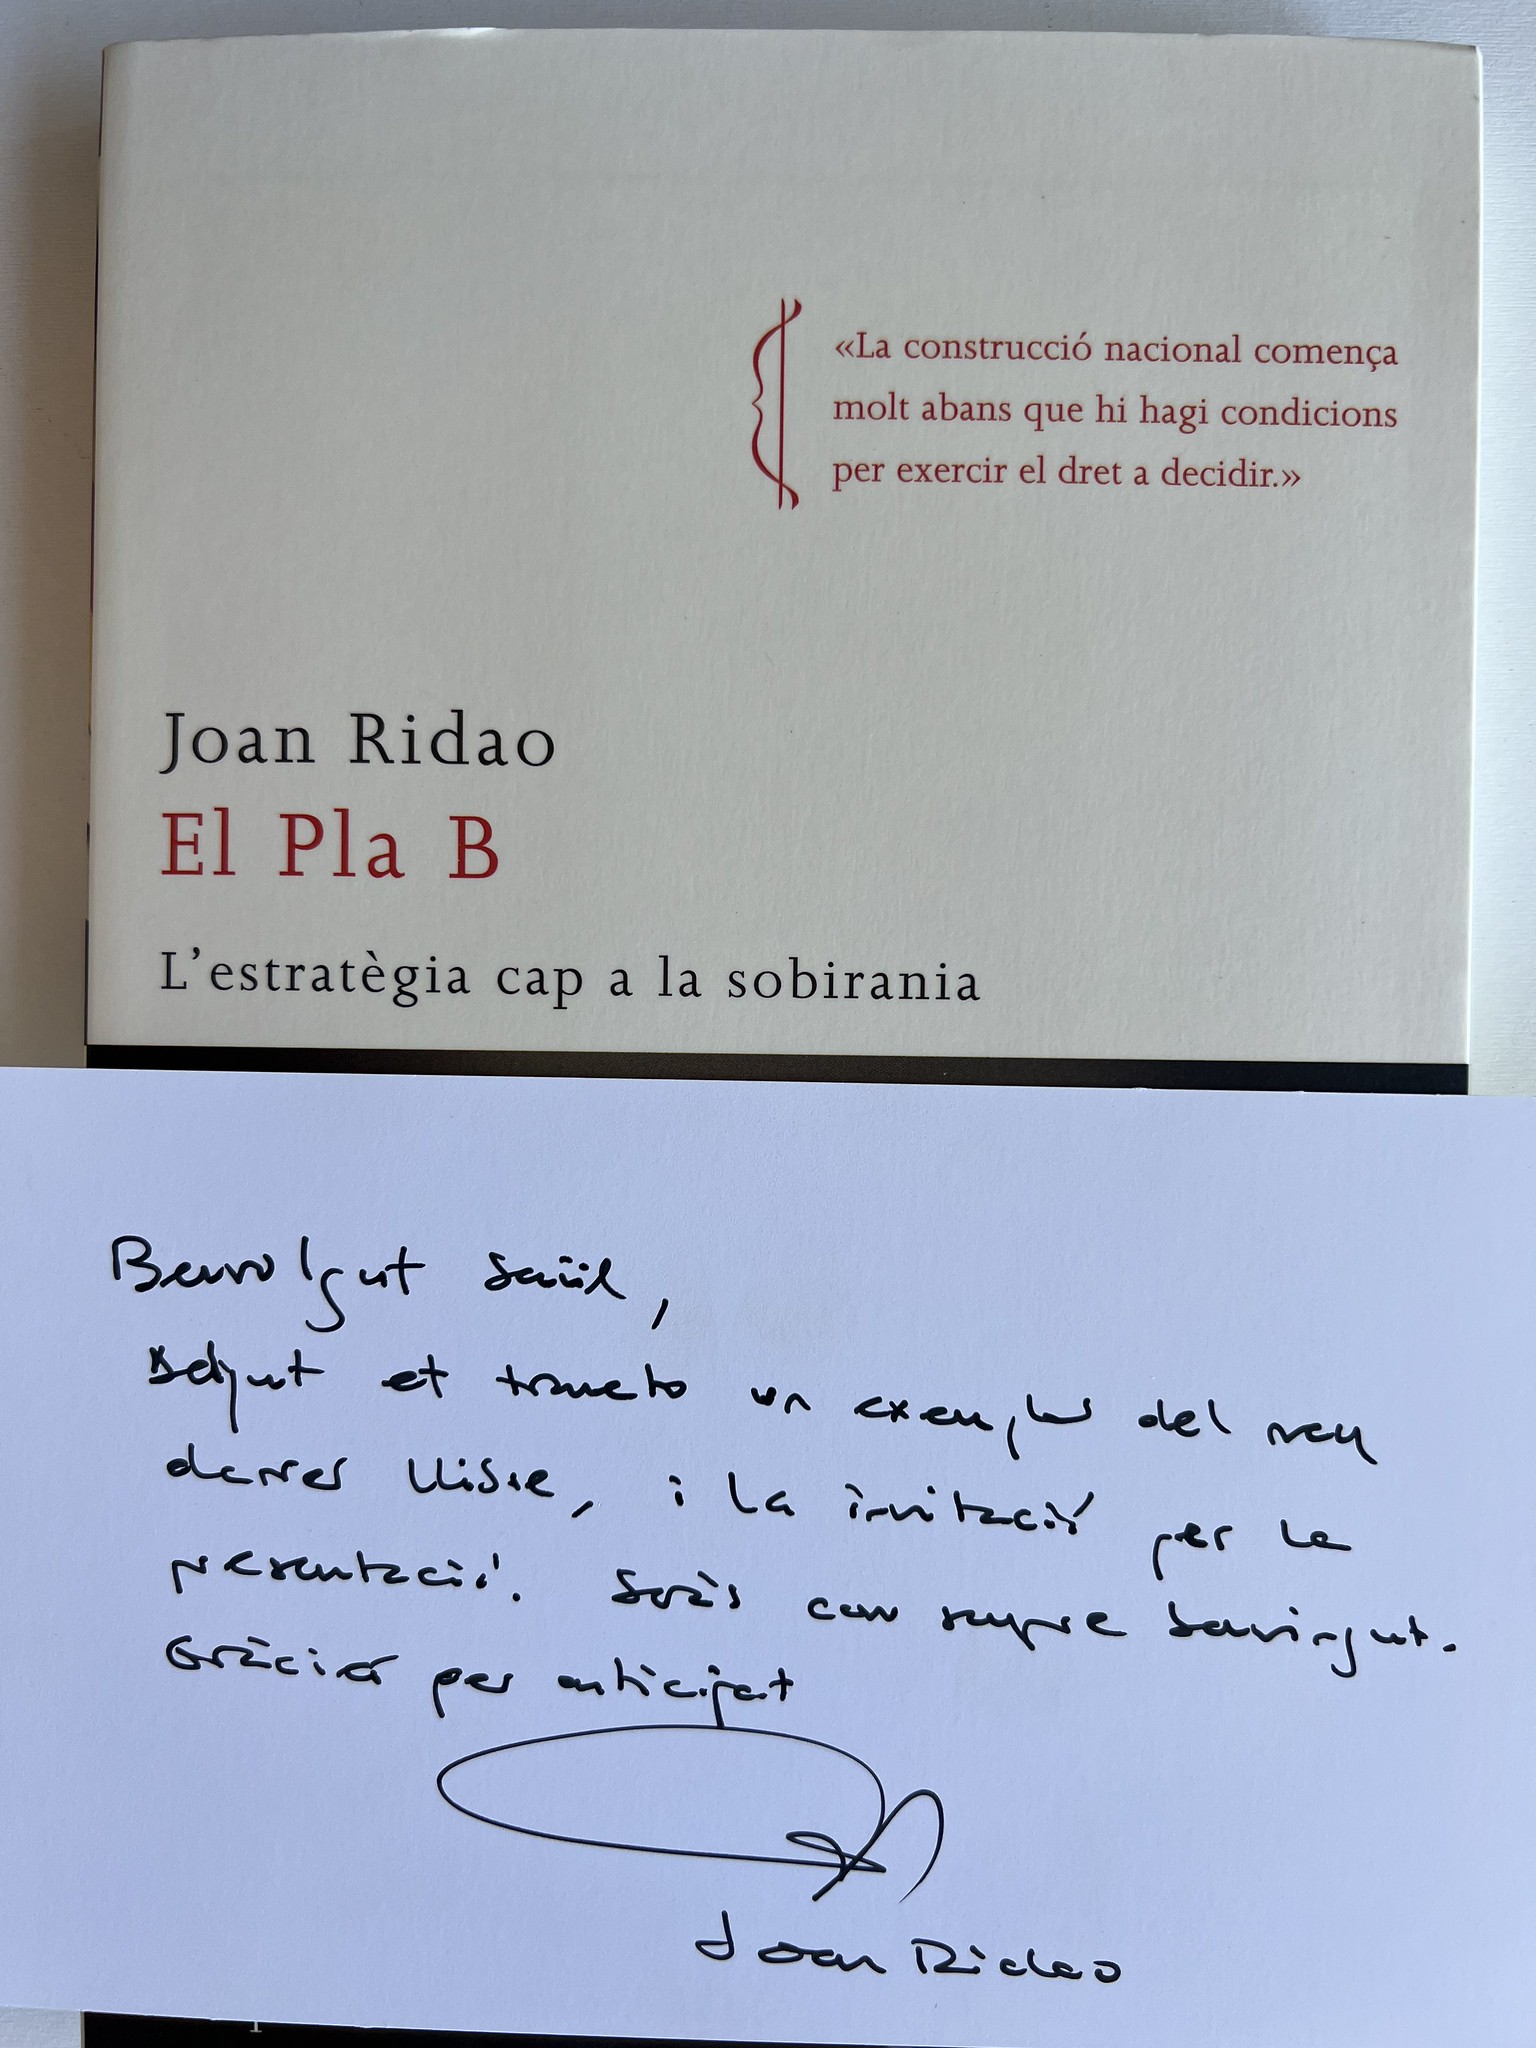 «La construcció nacional comença
molt abans que hi hagi condicions
per exercir el dret a decidir.»
Joan Ridao
El Pla B
L'estratègia cap a la sobirania
Benvolgut Saül,
Adjunt et trameto un exemplar del meu
darrer llibre, i la invitació per la
presentació. Seràs com sempre benvingut.
Gràcies per anticipat
Joan Ridao